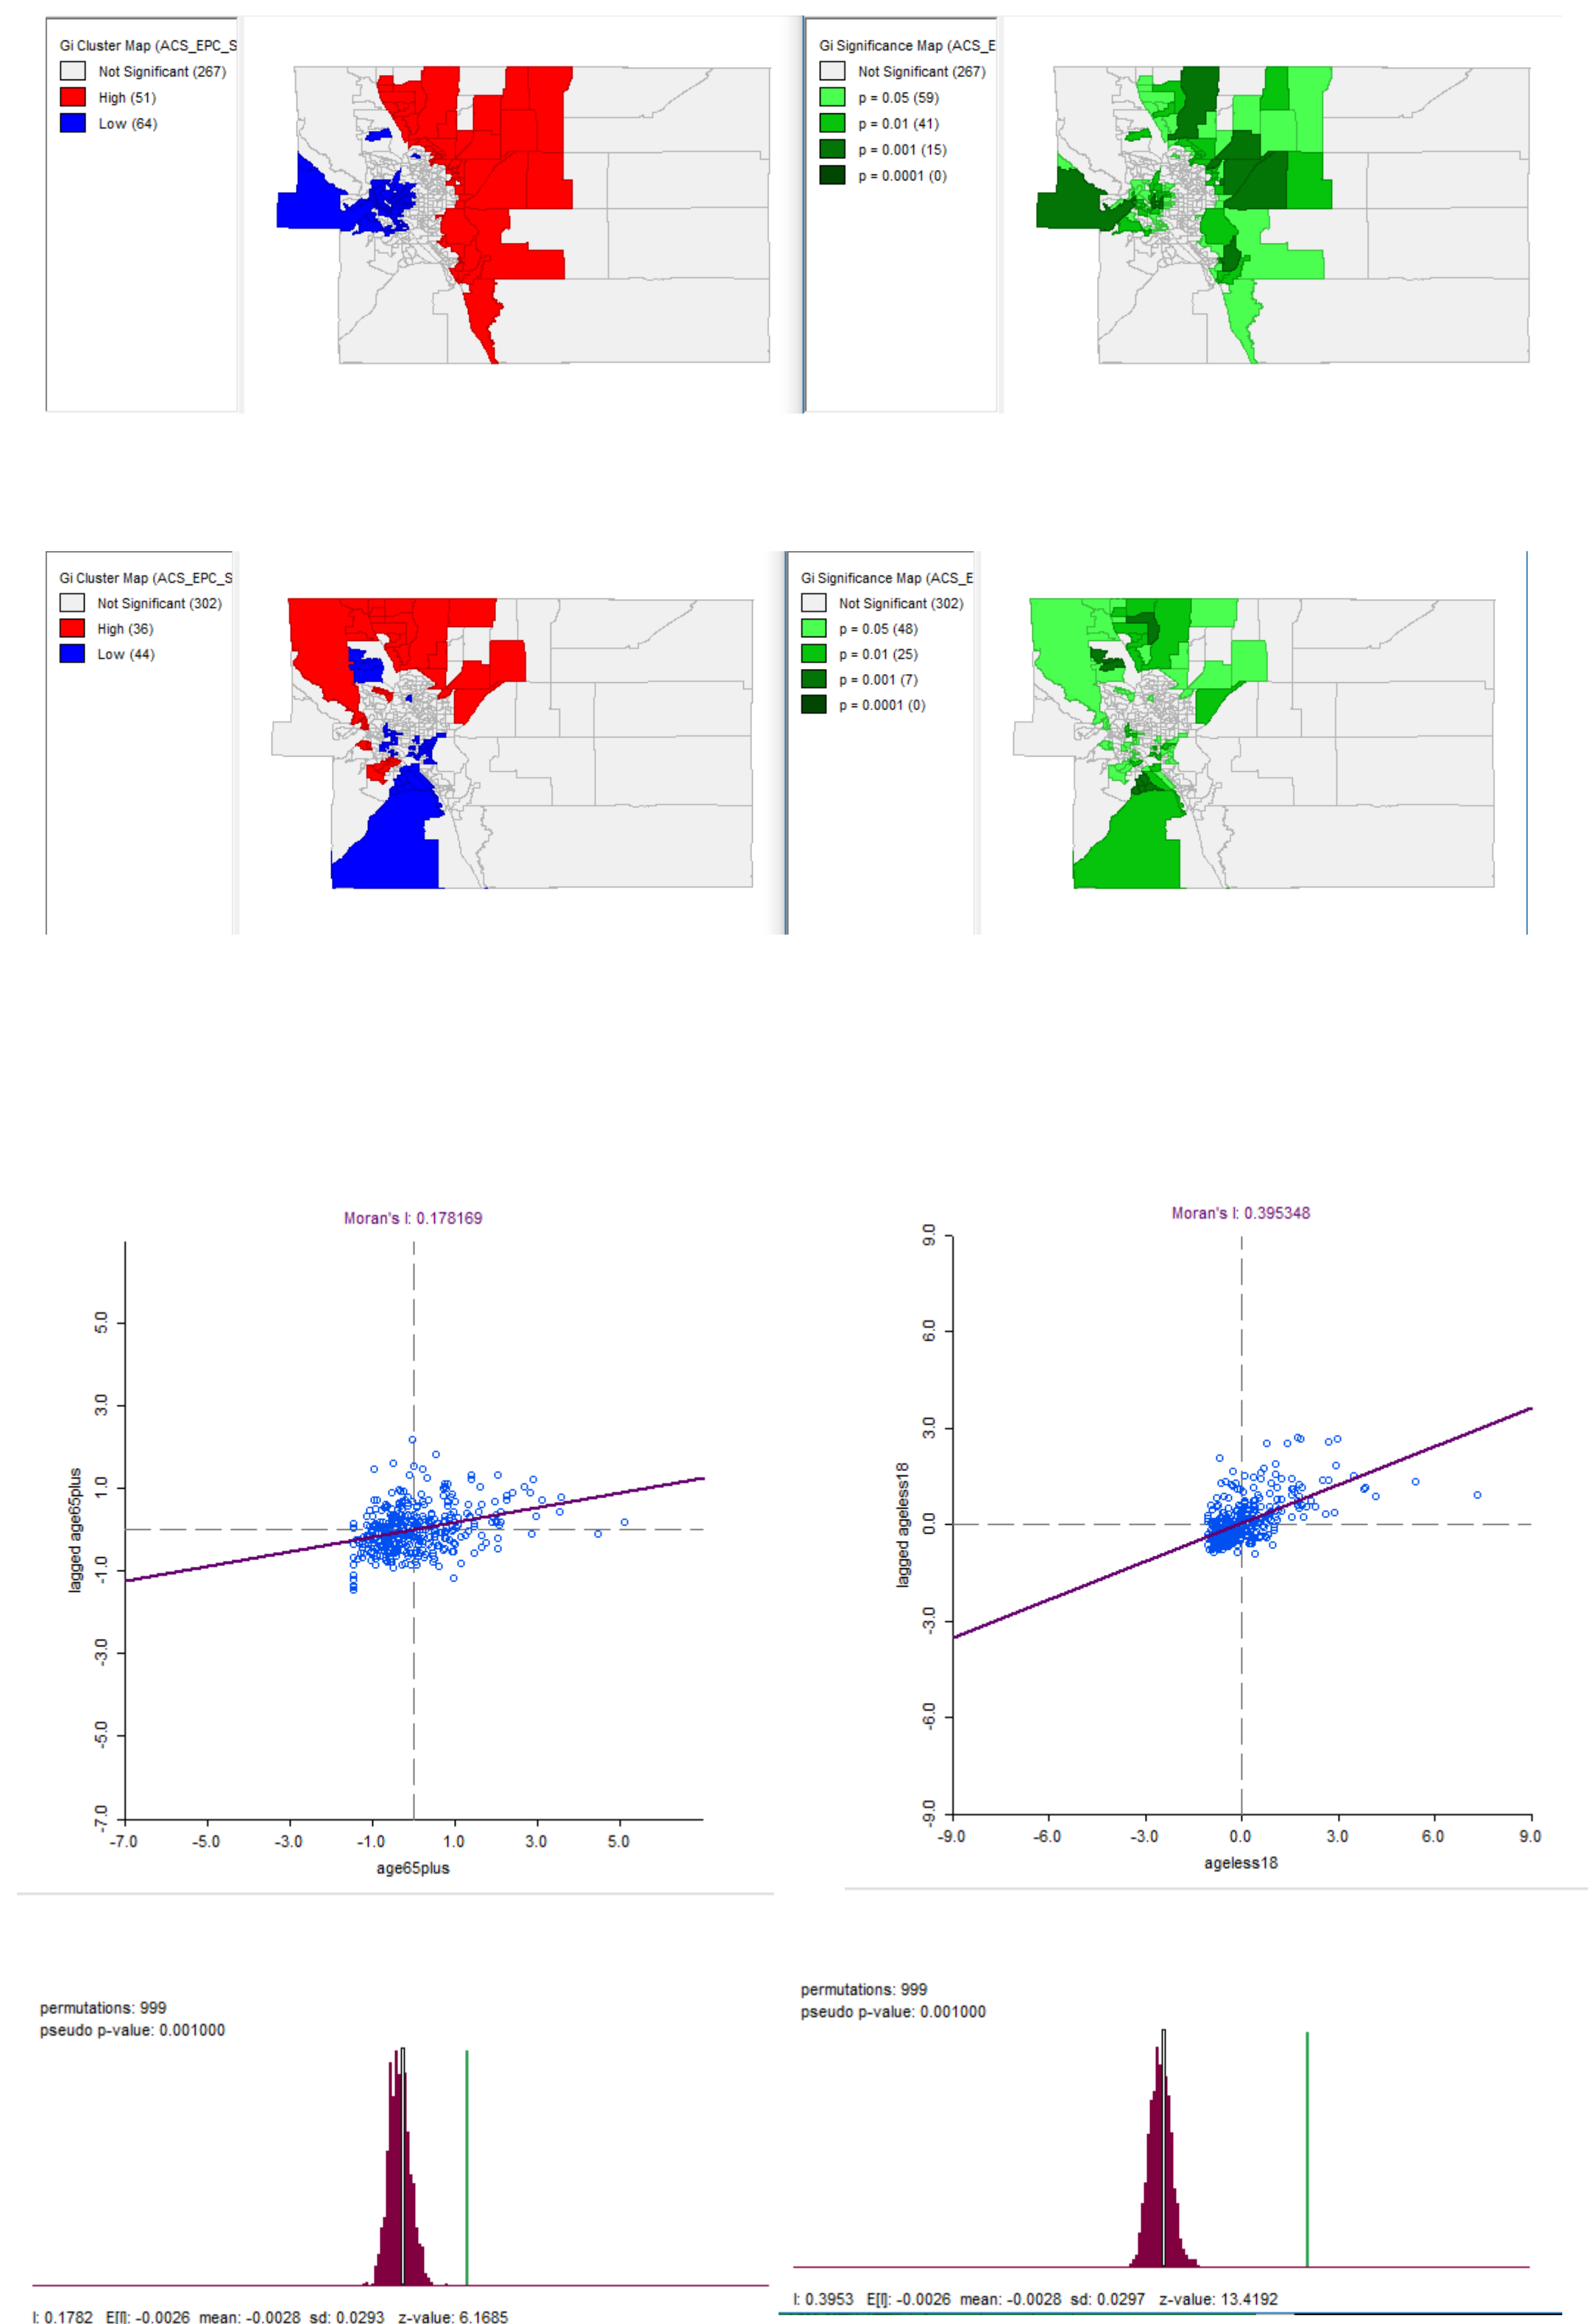 Gi Cluster Map (ACS_EPC_S
Not Significant (267)
High (51)
Low (64)
Gi Significance Map (ACS_E
Not Significant (267)
p = 0.05 (59)
p = 0.01 (41)
p = 0.001 (15)
p = 0.0001 (0)
Gi Cluster Map (ACS_EPC_S
Not Significant (302)
High (36)
Low (44)
Gi Significance Map (ACS_E
Not Significant (302)
p = 0.05 (48)
p = 0.01 (25)
p = 0.001 (7)
p = 0.0001 (0)
Moran's I: 0.178169
5.0
3.0
1.0
-1.0
-3.0
-5.0
-7.0
lagged age65plus
-7.0 -5.0 -3.0 -1.0 1.0 3.0 5.0
age65plus
Moran's I: 0.395348
9.0
6.0
3.0
0.0
-3.0
-6.0
-9.0
lagged ageless18
-9.0 -6.0 -3.0 0.0 3.0 6.0 9.0
ageless18
permutations: 999
pseudo p-value: 0.001000
I: 0.1782 E[I]: -0.0026 mean: -0.0028 sd: 0.0293 z-value: 6.1685
permutations: 999
pseudo p-value: 0.001000
I: 0.3953 E[I]: -0.0026 mean: -0.0028 sd: 0.0297 z-value: 13.4192